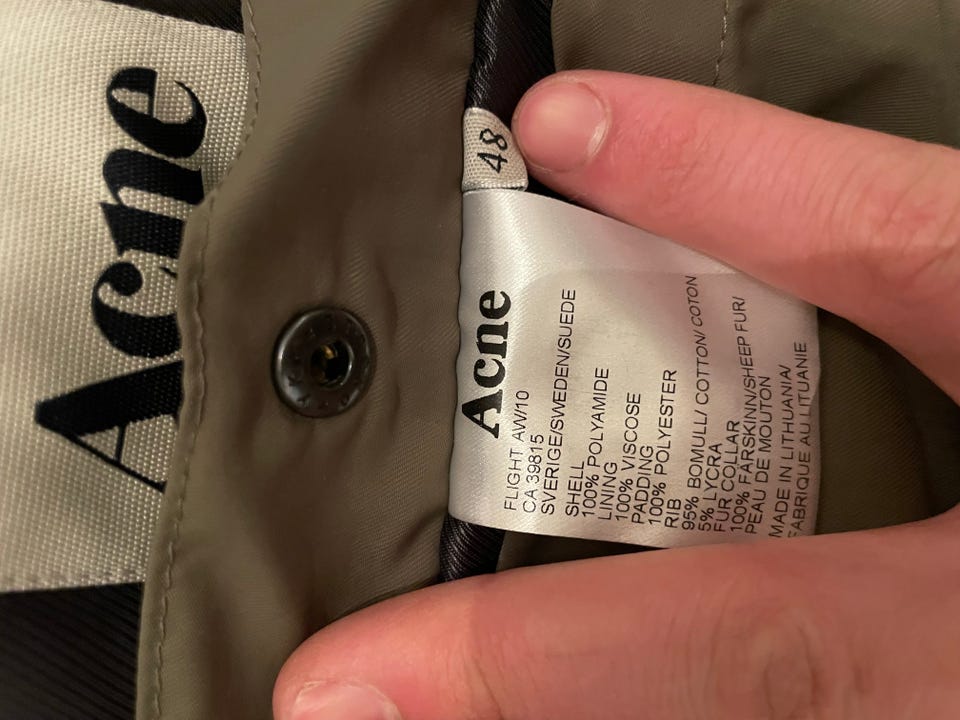 Acne
48
Acne
FLIGHT AW/10
CA 39815
SVERIGE/SWEDEN/SUEDE
SHELL
100% POLYAMIDE
LINING
100% VISCOSE
PADDING
100% POLYESTER
RIB
95% BOMULL/ COTTON/ COTON
5% LYCRA
FUR COLLAR
100% FÅRSKINN/SHEEP FUR/
PEAU DE MOUTON
MADE IN LITHUANIA/
FABRIQUE AU LITUANIE